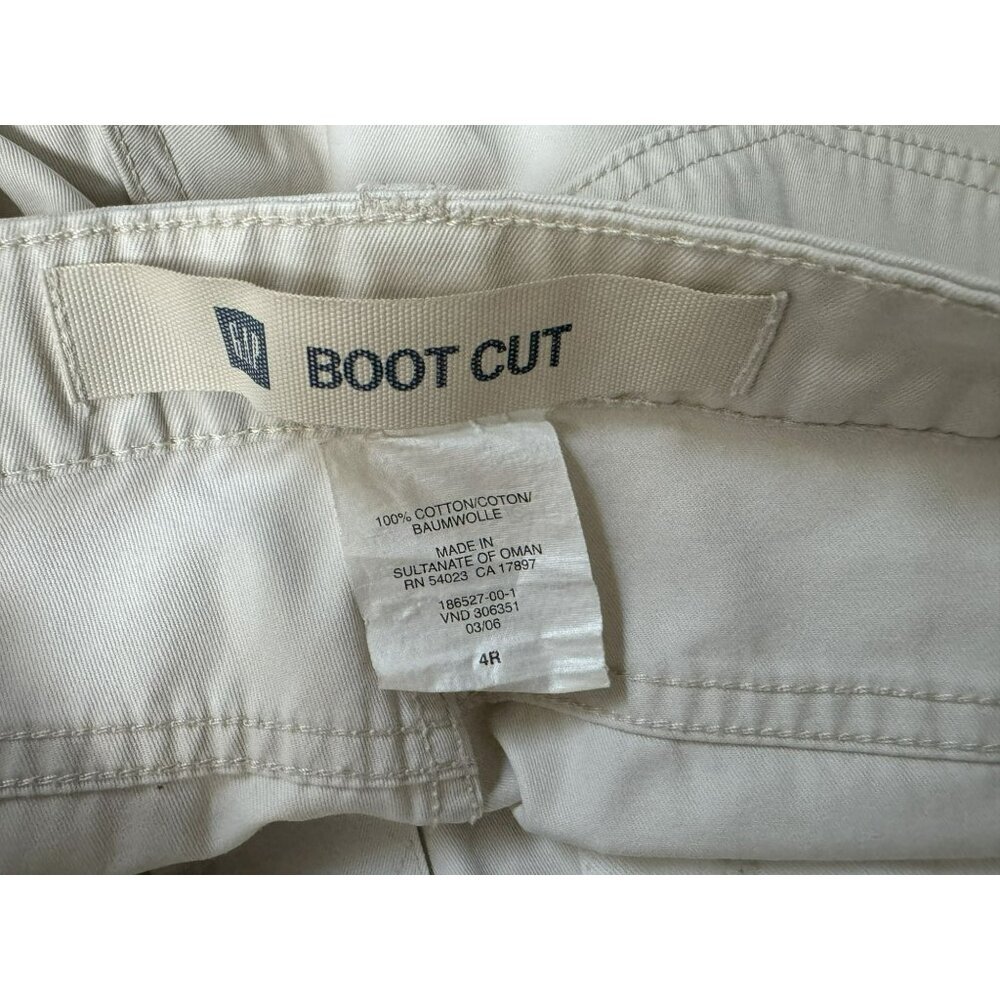 GAP BOOT CUT
100% COTTON/COTON/
BAUMWOLLE
MADE IN
SULTANATE OF OMAN
RN 54023 CA 17897
186527-00-1
VND 306351
03/06
4R